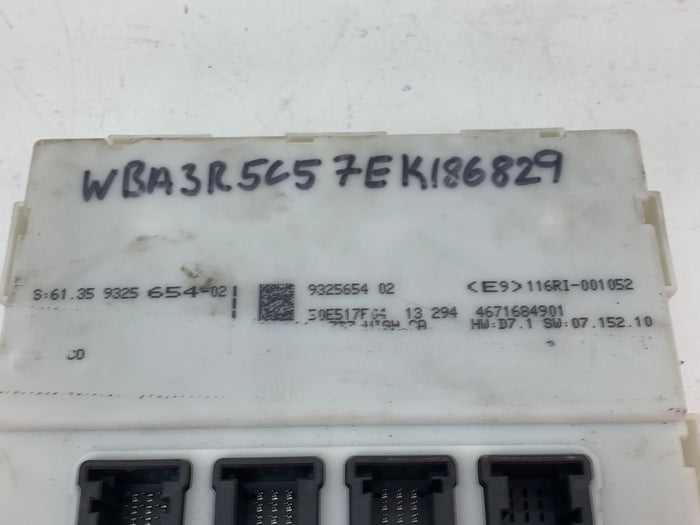 WBA3R5C57EK186829
S:61.35 9325 654-02 9325654 02 <E9>116RI-001052
13 294 4671684901
HW:D7.1 SW:07.152.10
CO